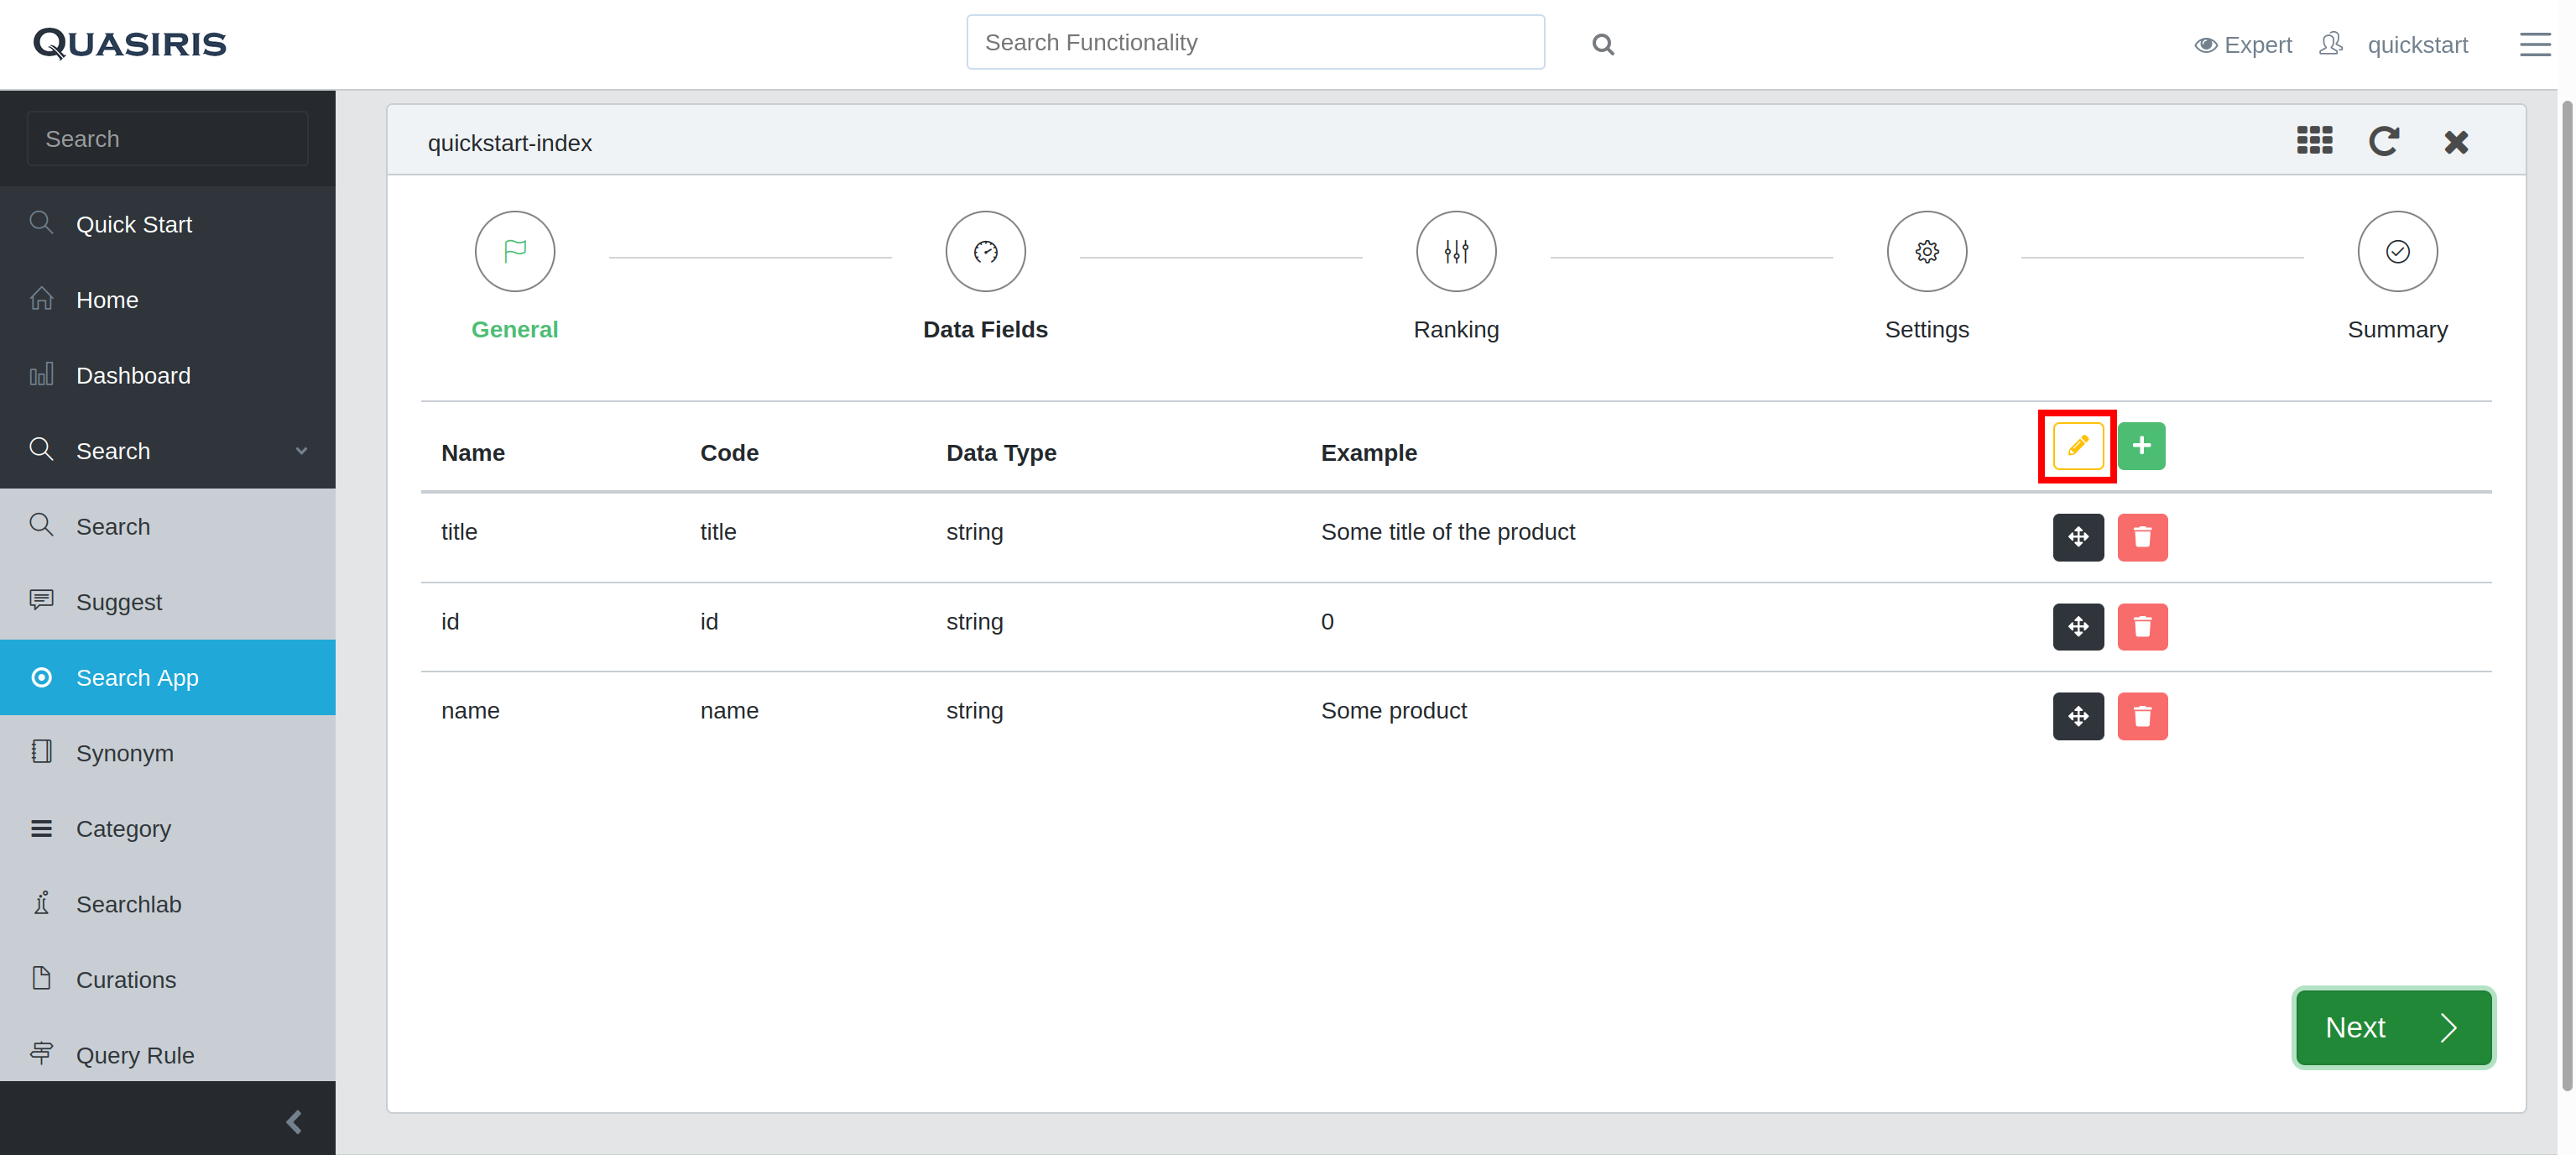 QUASIRIS
Search Functionality
Expert
quickstart
Search
Quick Start
Home
Dashboard
Search
Search
Suggest
Search App
Synonym
Category
Searchlab
Curations
Query Rule
quickstart-index
General
Data Fields
Ranking
Settings
Summary
Name Code Data Type Example
title title string Some title of the product
id id string 0
name name string Some product
Next